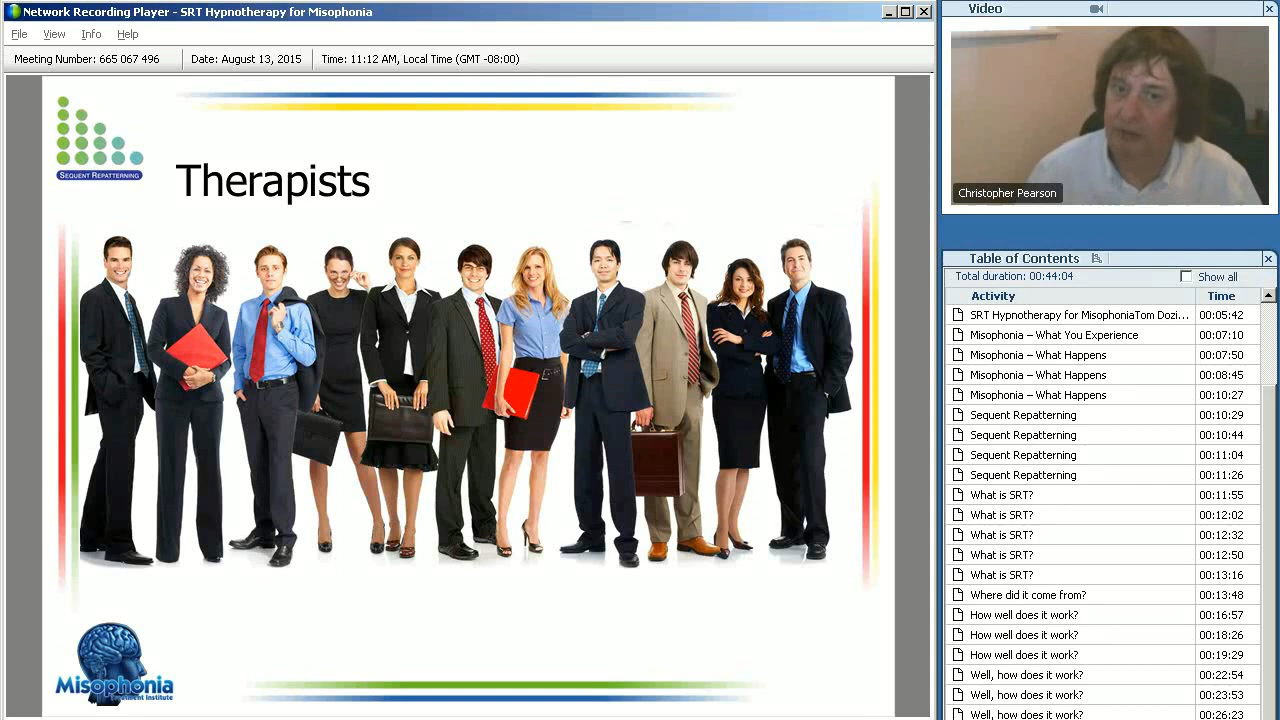 Network Recording Player - SRT Hypnotherapy for Misophonia
File View Info Help
Meeting Number: 665 067 496 Date: August 13, 2015 Time: 11:12 AM, Local Time (GMT -08:00)
SEQUENT REPATTERNING
Therapists
Misophonia
Treatment Institute
Video
Christopher Pearson
Table of Contents
Total duration: 00:44:04 Show all
Activity Time
SRT Hypnotherapy for MisophoniaTom Dozi... 00:05:42
Misophonia – What You Experience 00:07:10
Misophonia – What Happens 00:07:50
Misophonia – What Happens 00:08:45
Misophonia – What Happens 00:10:27
Sequent Repatterning 00:10:29
Sequent Repatterning 00:10:44
Sequent Repatterning 00:11:04
Sequent Repatterning 00:11:26
What is SRT? 00:11:55
What is SRT? 00:12:02
What is SRT? 00:12:32
What is SRT? 00:12:50
What is SRT? 00:13:16
Where did it come from? 00:13:48
How well does it work? 00:16:57
How well does it work? 00:18:26
How well does it work? 00:19:29
Well, how does it work? 00:22:54
Well, how does it work? 00:23:53
Well, how does it work? 00:26:23